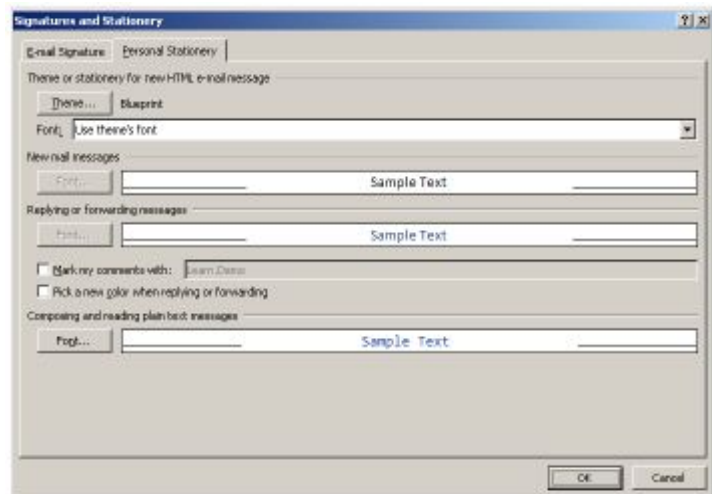 Signatures and Stationery
E-mail Signature Personal Stationery
Theme or stationery for new HTML e-mail message
Theme... Blueprint
Font: Use theme's font
New mail messages
Font... Sample Text
Replying or forwarding messages
Font... Sample Text
Mark my comments with: Learn Demo
Pick a new color when replying or forwarding
Composing and reading plain text messages
Font... Sample Text
OK Cancel